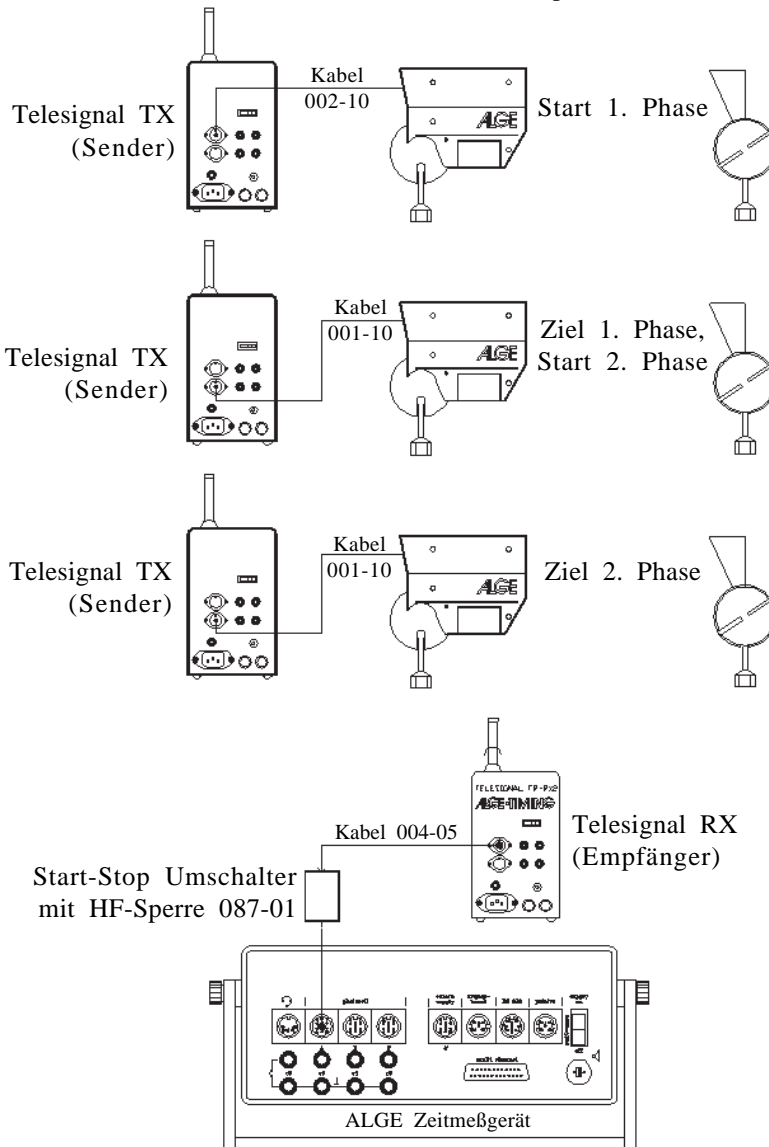 Kabel
002-10
Telesignal TX
(Sender)
ALGE
Start 1. Phase
Kabel
001-10
Telesignal TX
(Sender)
ALGE
Ziel 1. Phase,
Start 2. Phase
Kabel
001-10
Telesignal TX
(Sender)
ALGE
Ziel 2. Phase
ALGE-TIMING
Kabel 004-05
Telesignal RX
(Empfänger)
Start-Stop Umschalter
mit HF-Sperre 087-01
ALGE Zeitmeßgerät